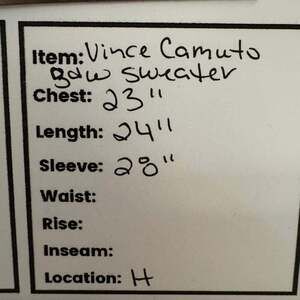 Item: Vince Camuto
B&W sweater
Chest: 23"
Length: 24"
Sleeve: 28"
Waist:
Rise:
Inseam:
Location: H